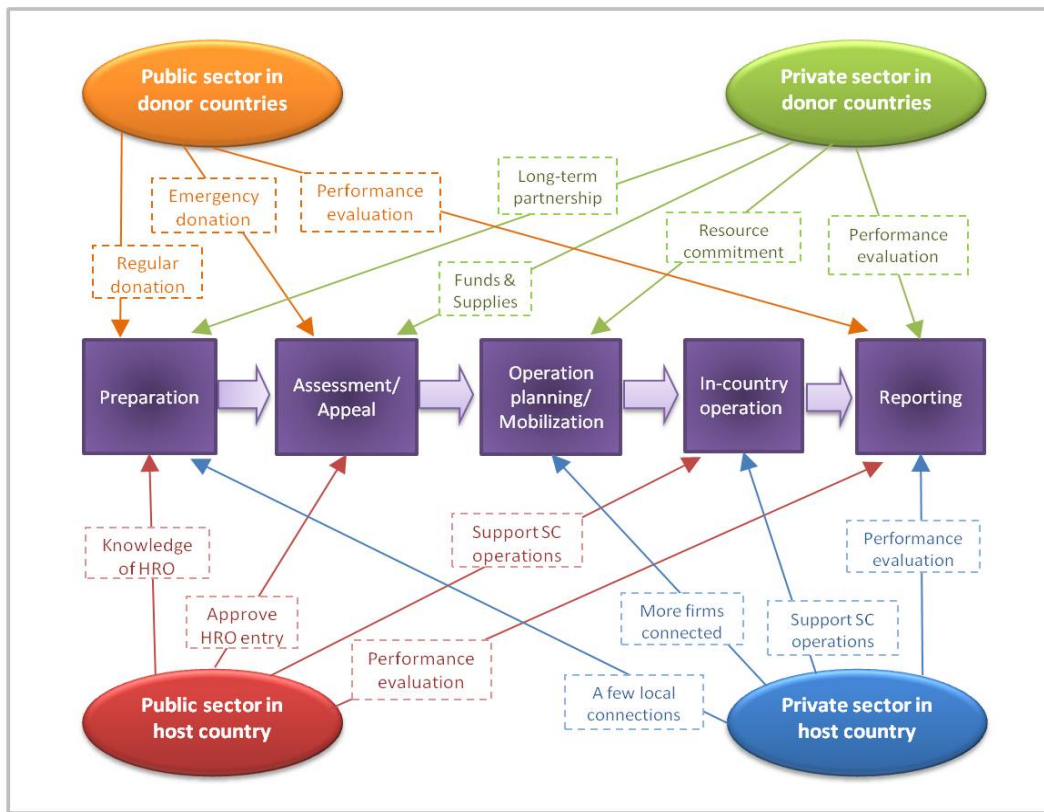 Public sector in
donor countries
Private sector in
donor countries
Emergency
donation
Performance
evaluation
Long-term
partnership
Resource
commitment
Performance
evaluation
Regular
donation
Funds &
Supplies
Preparation
Assessment/
Appeal
Operation
planning/
Mobilization
In-country
operation
Reporting
Knowledge
of HRO
Support SC
operations
Performance
evaluation
Approve
HRO entry
More firms
connected
Support SC
operations
Performance
evaluation
A few local
connections
Public sector in
host country
Private sector in
host country